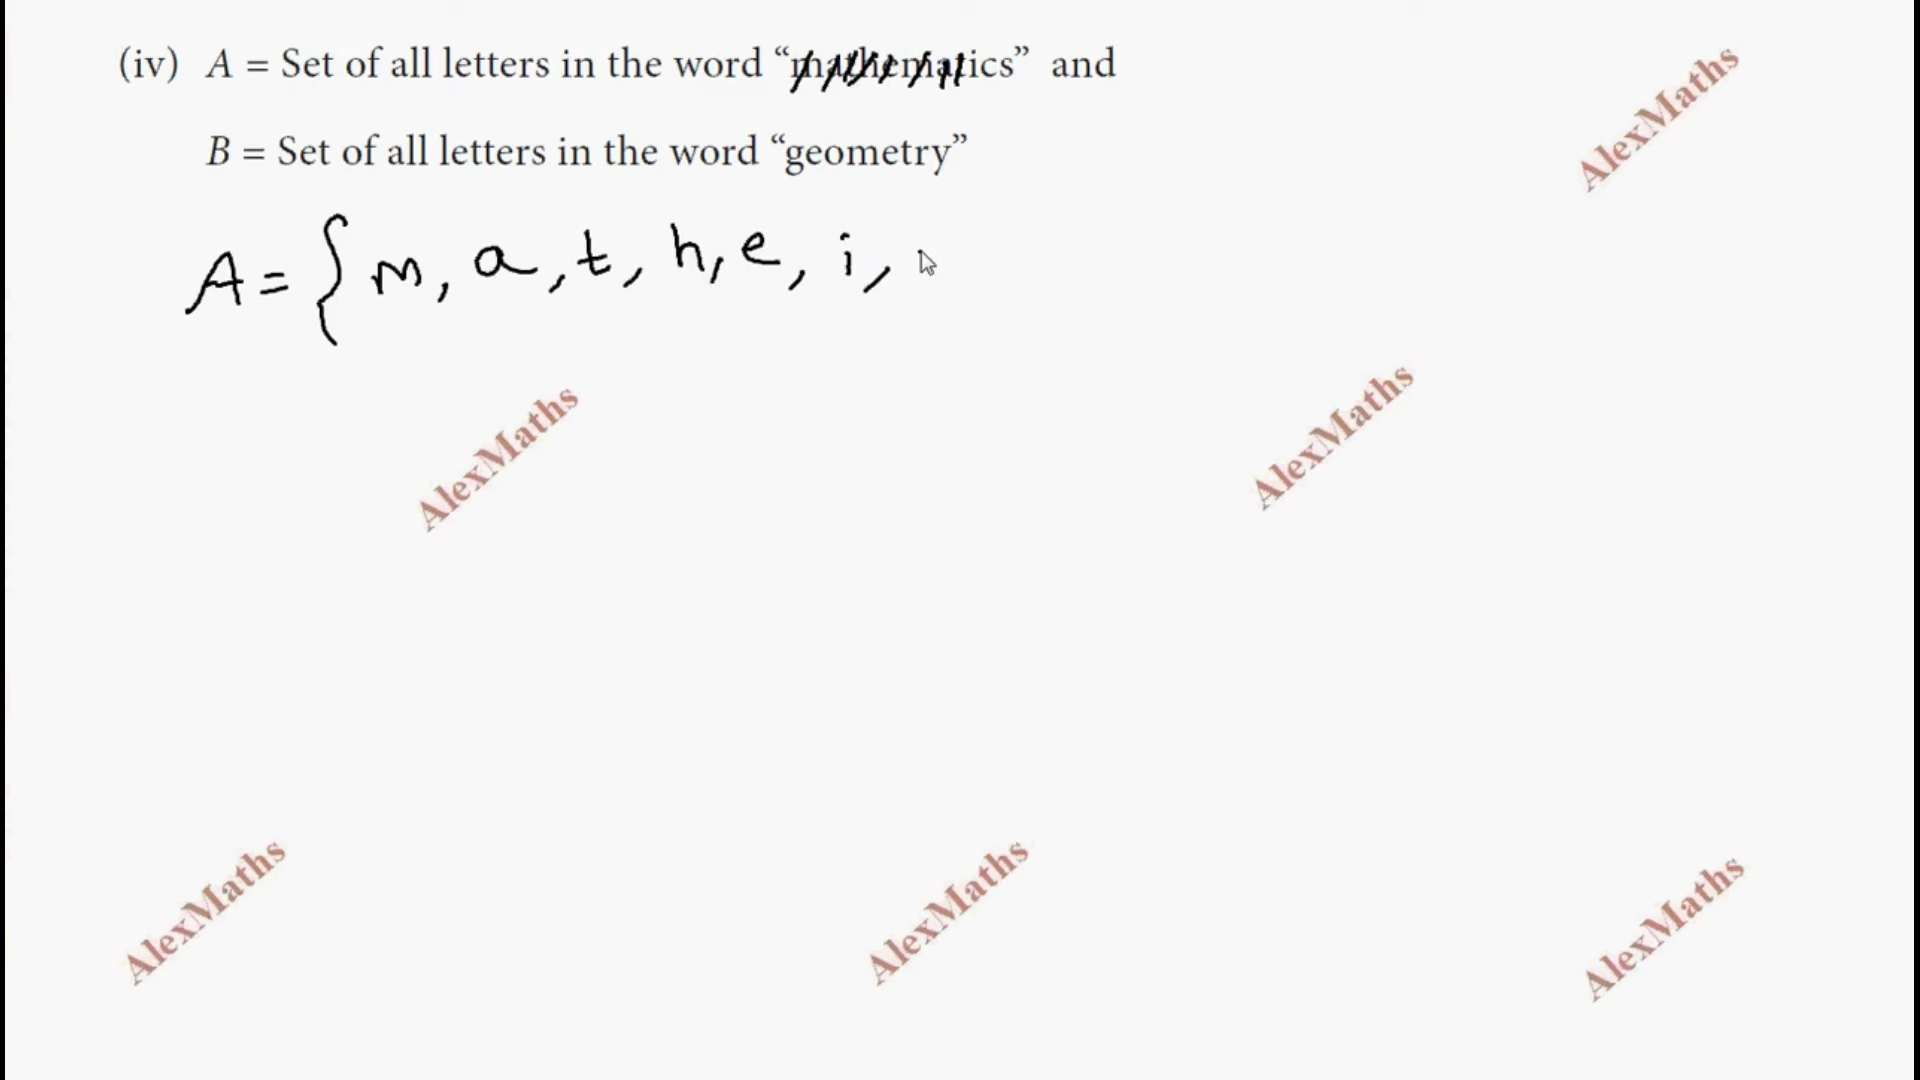 (iv) A = Set of all letters in the word “mathematics” and
B = Set of all letters in the word “geometry”
A = { m, a, t, h, e, i,
AlexMaths
AlexMaths
AlexMaths
AlexMaths
AlexMaths
AlexMaths